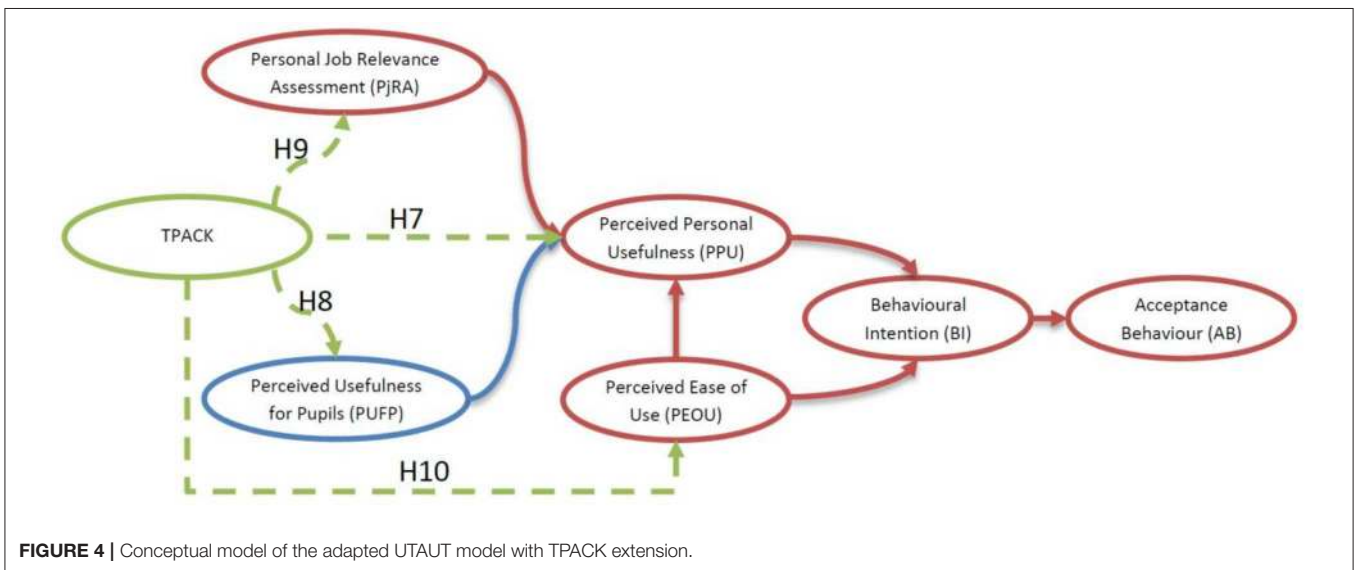 Personal Job Relevance
Assessment (PjRA)
H9
TPACK
H7
Perceived Personal
Usefulness (PPU)
H8
Behavioural
Intention (BI)
Acceptance
Behaviour (AB)
Perceived Usefulness
for Pupils (PUFP)
Perceived Ease of
Use (PEOU)
H10
FIGURE 4 | Conceptual model of the adapted UTAUT model with TPACK extension.